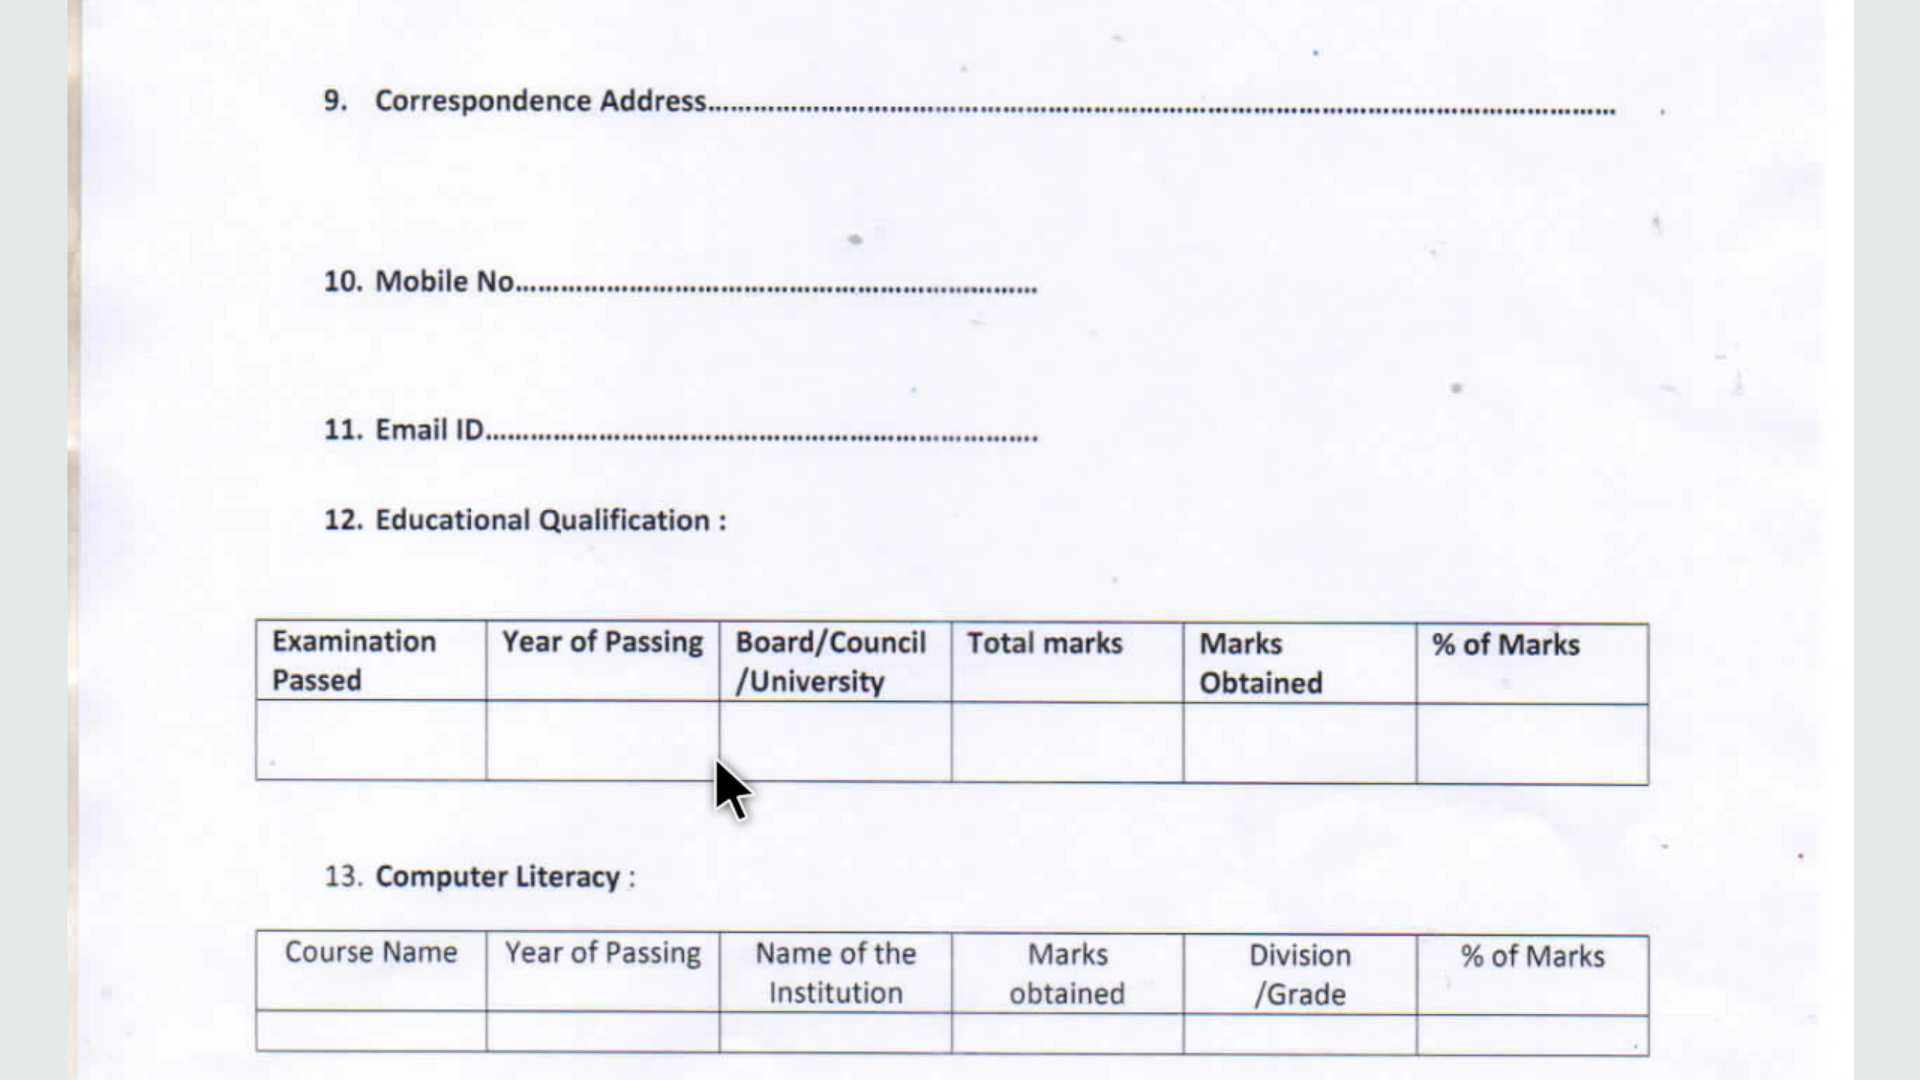 9. Correspondence Address................................................................................................................
10. Mobile No................................................................
11. Email ID....................................................................
12. Educational Qualification :
Examination Passed | Year of Passing | Board/Council /University | Total marks | Marks Obtained | % of Marks
13. Computer Literacy :
Course Name | Year of Passing | Name of the Institution | Marks obtained | Division /Grade | % of Marks